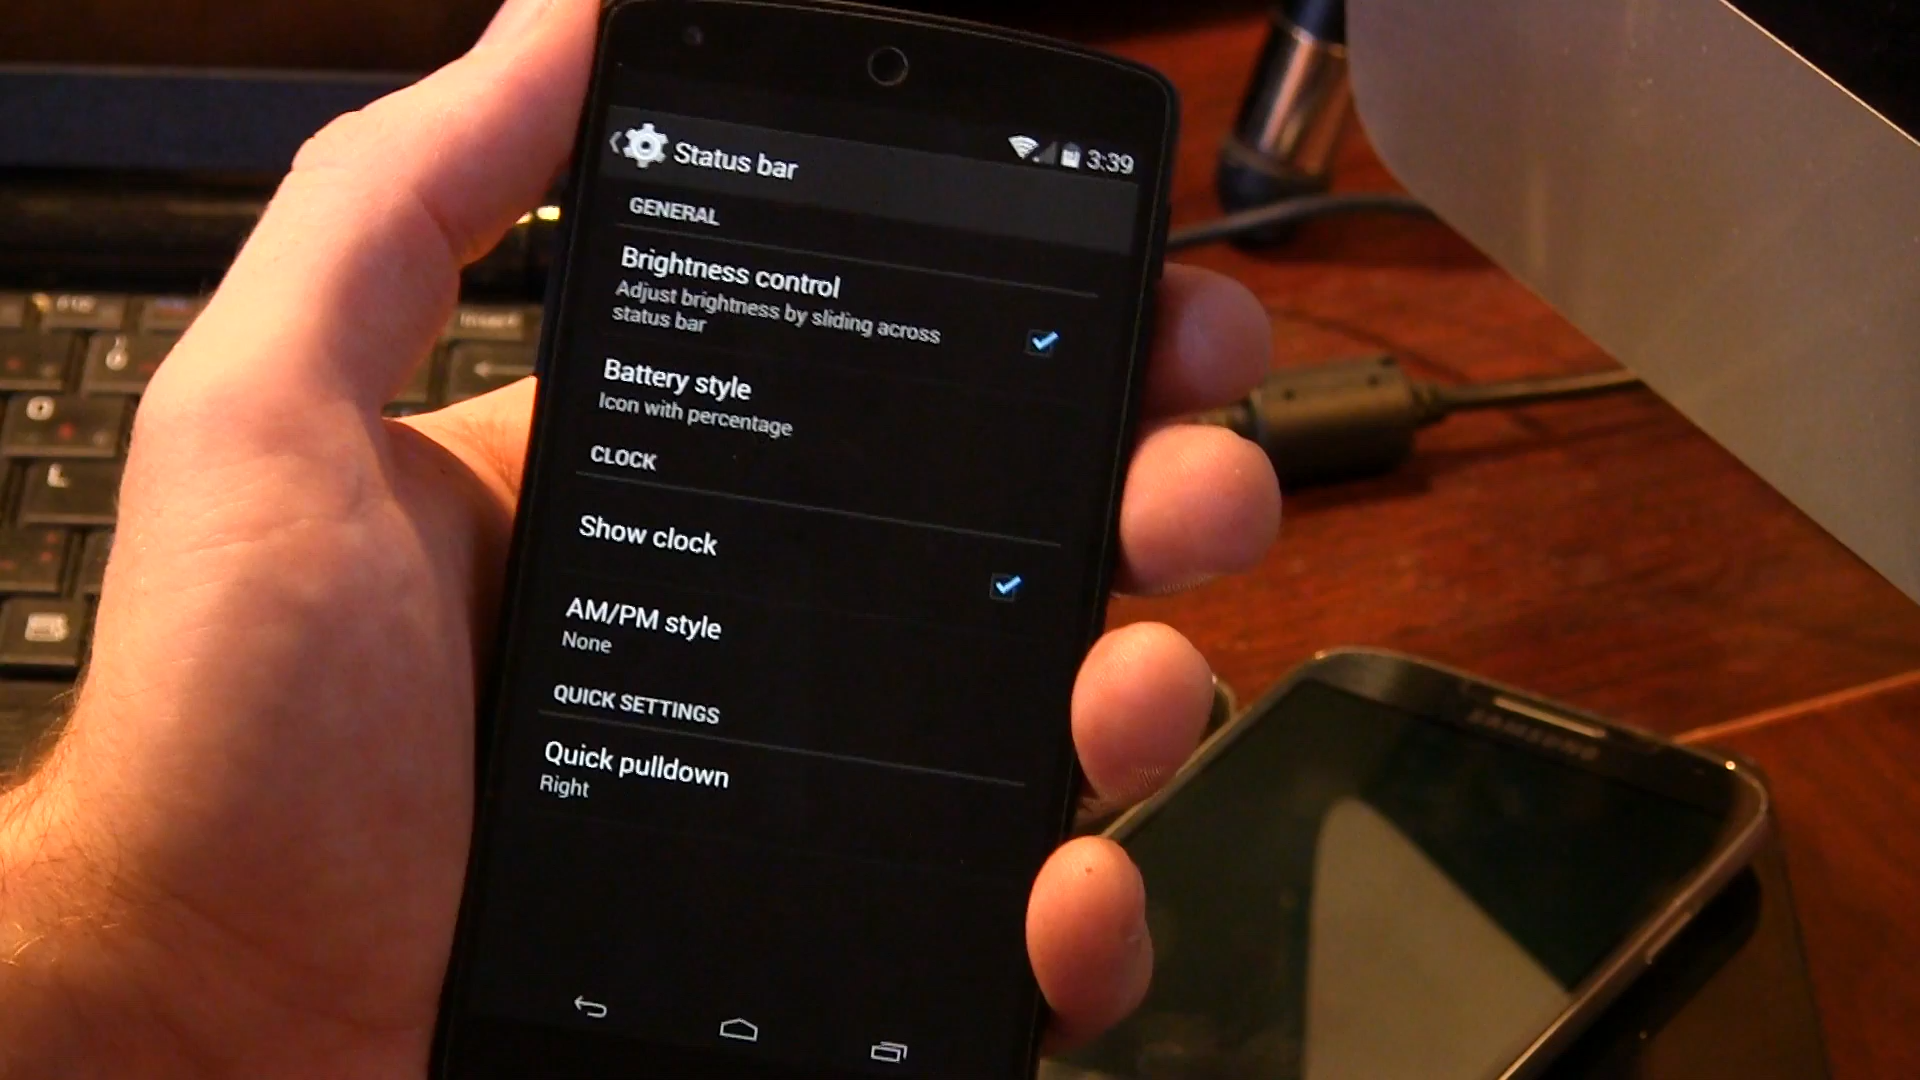 Status bar
3:39
GENERAL
Brightness control
Adjust brightness by sliding across
status bar
Battery style
Icon with percentage
CLOCK
Show clock
AM/PM style
None
QUICK SETTINGS
Quick pulldown
Right
SAMSUNG